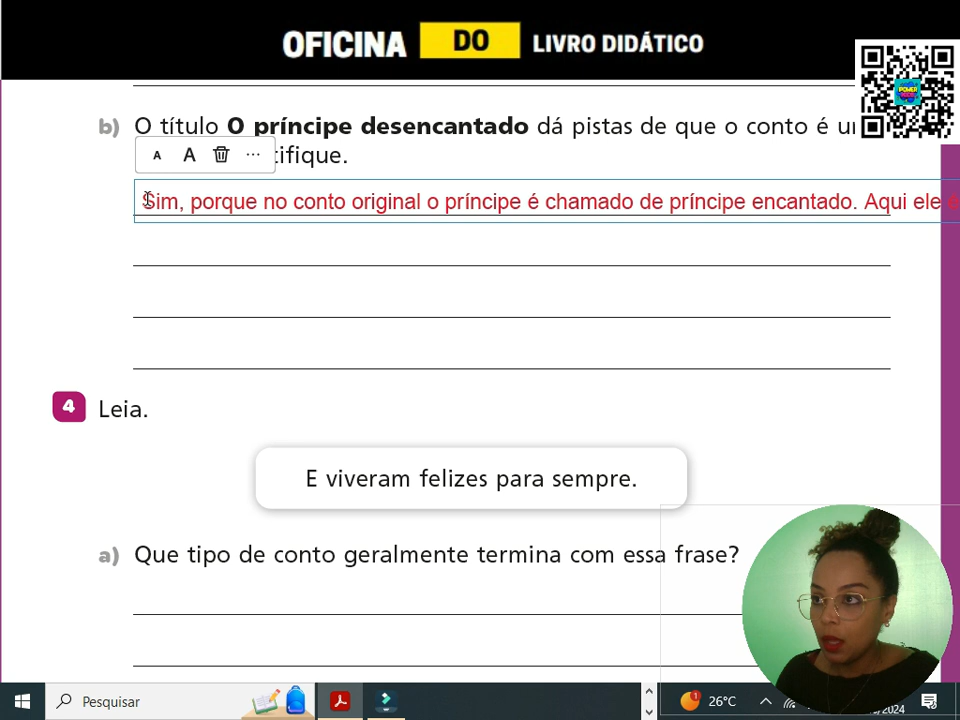 OFICINA DO LIVRO DIDÁTICO
POWER
b) O título O príncipe desencantado dá pistas de que o conto é
A A ... tifique.
Sim, porque no conto original o príncipe é chamado de príncipe encantado. Aqui ele
4 Leia.
E viveram felizes para sempre.
a) Que tipo de conto geralmente termina com essa frase?
Pesquisar
1 26°C
/2024